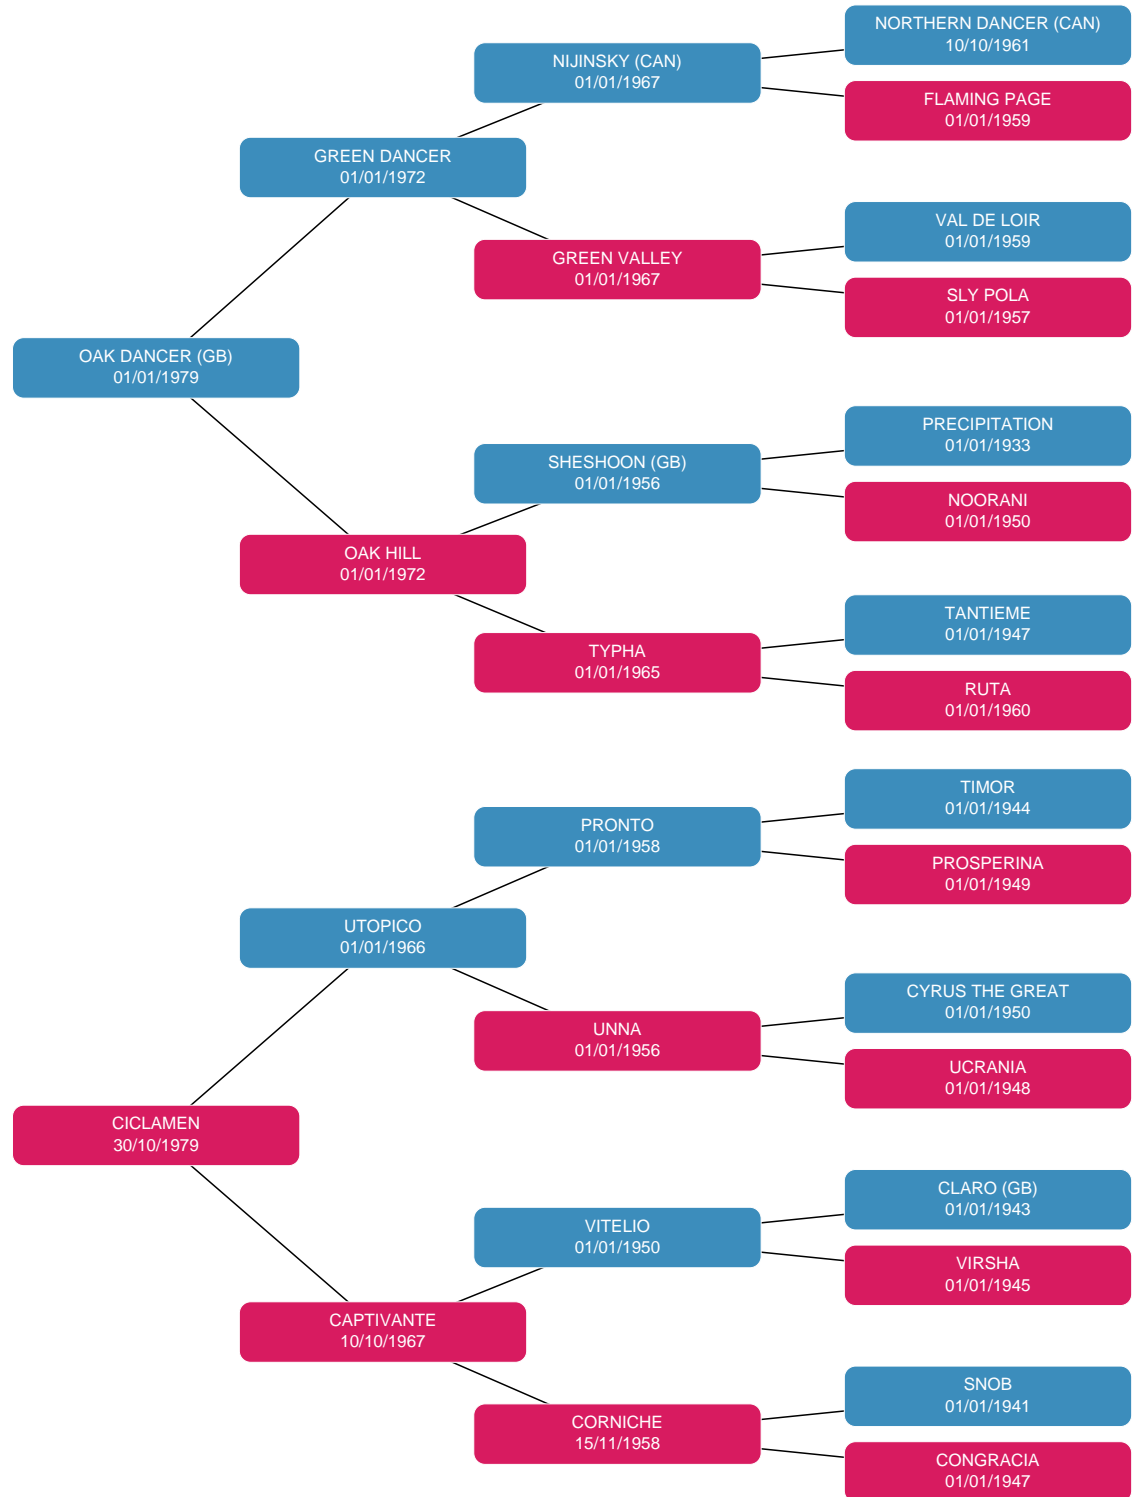 NORTHERN DANCER (CAN)
10/10/1961
NIJINSKY (CAN)
01/01/1967
FLAMING PAGE
01/01/1959
GREEN DANCER
01/01/1972
VAL DE LOIR
01/01/1959
GREEN VALLEY
01/01/1967
SLY POLA
01/01/1957
OAK DANCER (GB)
01/01/1979
PRECIPITATION
01/01/1933
SHESHOON (GB)
01/01/1956
NOORANI
01/01/1950
OAK HILL
01/01/1972
TANTIEME
01/01/1947
TYPHA
01/01/1965
RUTA
01/01/1960
TIMOR
01/01/1944
PRONTO
01/01/1958
PROSPERINA
01/01/1949
UTOPICO
01/01/1966
CYRUS THE GREAT
01/01/1950
UNNA
01/01/1956
UCRANIA
01/01/1948
CICLAMEN
30/10/1979
CLARO (GB)
01/01/1943
VITELIO
01/01/1950
VIRSHA
01/01/1945
CAPTIVANTE
10/10/1967
SNOB
01/01/1941
CORNICHE
15/11/1958
CONGRACIA
01/01/1947